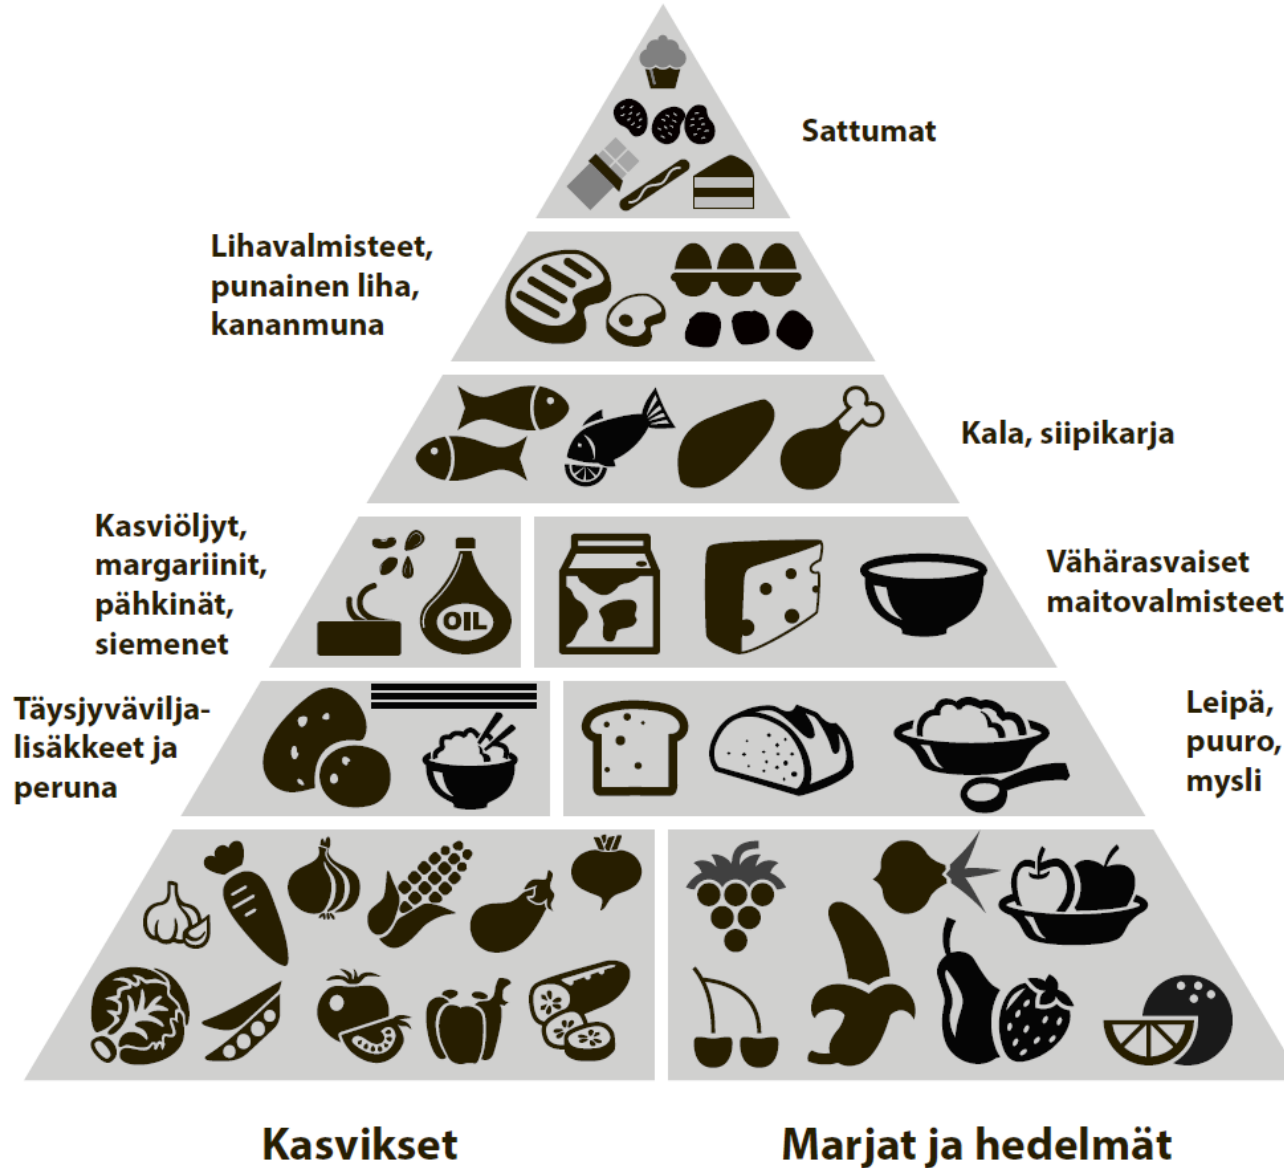 Sattumat
Lihavalmisteet,
punainen liha,
kananmuna
Kala, siipikarja
Kasviöljyt,
margariinit,
pähkinät,
siemenet
OIL
Vähärasvaiset
maitovalmisteet
Täysjyvävilja-
lisäkkeet ja
peruna
Leipä,
puuro,
mysli
Kasvikset
Marjat ja hedelmät